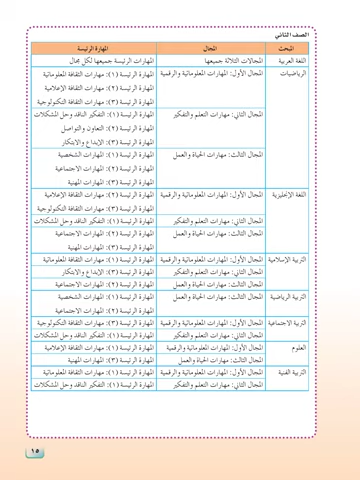 الصف الثاني
المبحث المجال المهارة الرئيسة
اللغة العربية المجالات الثلاثة جميعها المهارات الرئيسة جميعها لكل مجال
الرياضيات المجال الأول: المهارات المعلوماتية والرقمية المهارة الرئيسة (١): مهارات الثقافة المعلوماتية
المهارة الرئيسة (٢): مهارات الثقافة الإعلامية
المهارة الرئيسة (٣): مهارات الثقافة التكنولوجية
المجال الثاني: مهارات التعلم والتفكير المهارة الرئيسة (١): التفكير الناقد وحل المشكلات
المهارة الرئيسة (٢): التعاون والتواصل
المهارة الرئيسة (٣): الإبداع والابتكار
المجال الثالث: مهارات الحياة والعمل المهارة الرئيسة (١): المهارات الشخصية
المهارة الرئيسة (٢): المهارات الاجتماعية
المهارة الرئيسة (٣): المهارات المهنية
اللغة الإنجليزية المجال الأول: المهارات المعلوماتية والرقمية المهارة الرئيسة (٢): مهارات الثقافة الإعلامية
المهارة الرئيسة (٣): مهارات الثقافة التكنولوجية
المجال الثاني: مهارات التعلم والتفكير المهارة الرئيسة (١): التفكير الناقد وحل المشكلات
المجال الثالث: مهارات الحياة والعمل المهارة الرئيسة (٢): المهارات الاجتماعية
المهارة الرئيسة (٣): المهارات المهنية
التربية الإسلامية المجال الأول: المهارات المعلوماتية والرقمية المهارة الرئيسة (١): مهارات الثقافة المعلوماتية
المجال الثاني: مهارات التعلم والتفكير المهارة الرئيسة (٣): الإبداع والابتكار
المجال الثالث: مهارات الحياة والعمل المهارة الرئيسة (٢): المهارات الاجتماعية
التربية الرياضية المجال الثالث: مهارات الحياة والعمل المهارة الرئيسة (١): المهارات الشخصية
المهارة الرئيسة (٢): المهارات الاجتماعية
التربية الاجتماعية المجال الأول: المهارات المعلوماتية والرقمية المهارة الرئيسة (٣): مهارات الثقافة التكنولوجية
المجال الثاني: مهارات التعلم والتفكير المهارة الرئيسة (١): التفكير الناقد وحل المشكلات
العلوم المجال الأول: المهارات المعلوماتية والرقمية المهارة الرئيسة (٢): مهارات الثقافة الإعلامية
المجال الثالث: مهارات الحياة والعمل المهارة الرئيسة (٣): المهارات المهنية
التربية الفنية المجال الأول: المهارات المعلوماتية والرقمية المهارة الرئيسة (١): مهارات الثقافة المعلوماتية
المجال الثاني: مهارات التعلم والتفكير المهارة الرئيسة (١): التفكير الناقد وحل المشكلات
١٥